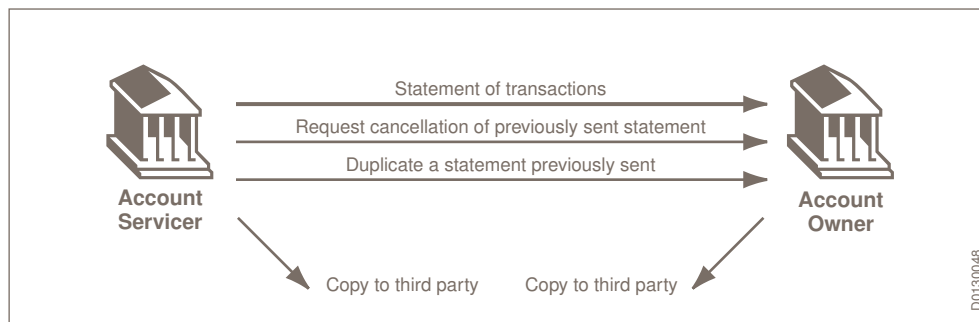 Statement of transactions
Request cancellation of previously sent statement
Duplicate a statement previously sent
Account
Servicer
Account
Owner
Copy to third party
Copy to third party
D0130048